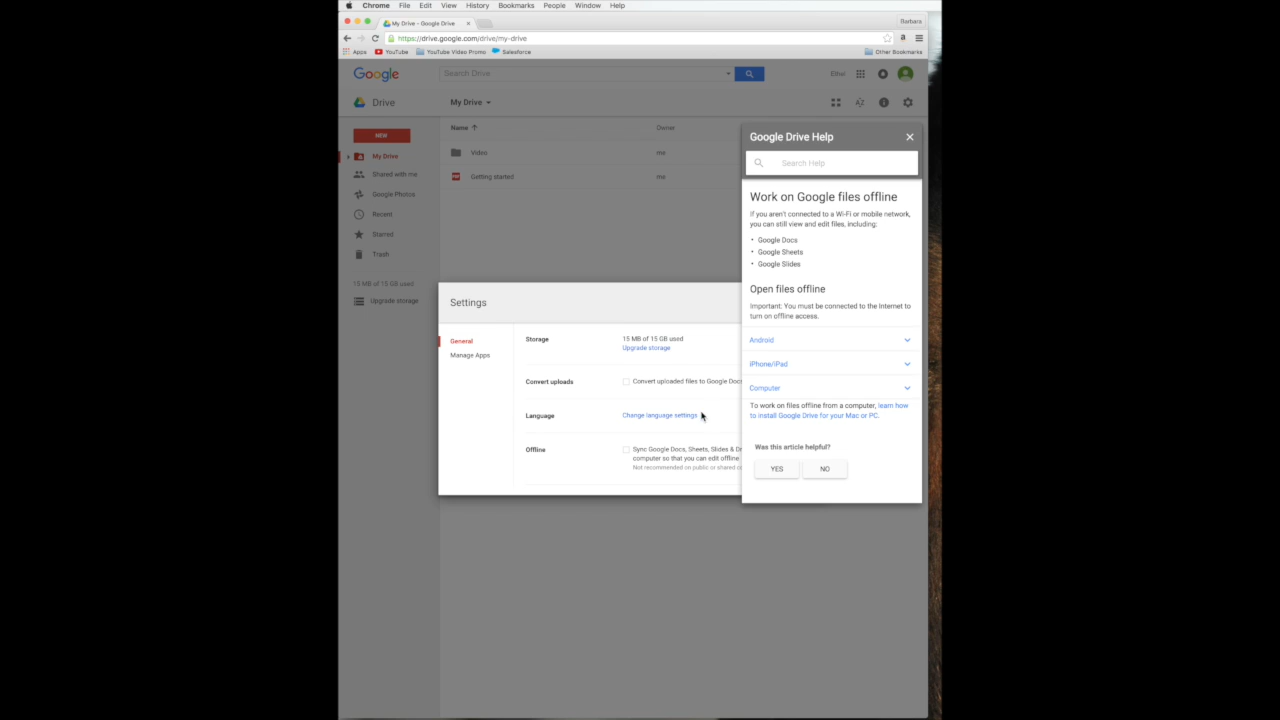 Chrome File Edit View History Bookmarks People Window Help
My Drive - Google Drive
Barbara
https://drive.google.com/drive/my-drive
Apps YouTube YouTube Video Promo Salesforce Other Bookmarks
Google Search Drive Ethel
Drive My Drive
NEW
My Drive
Shared with me
Google Photos
Recent
Starred
Trash
15 MB of 15 GB used
Upgrade storage
Name Owner
Video me
Getting started me
Settings
General
Manage Apps
Storage 15 MB of 15 GB used
Upgrade storage
Convert uploads Convert uploaded files to Google Docs
Language Change language settings
Offline Sync Google Docs, Sheets, Slides &
computer so that you can edit offline
Not recommended on public or shared
Google Drive Help
Search Help
Work on Google files offline
If you aren't connected to a Wi-Fi or mobile network,
you can still view and edit files, including:
• Google Docs
• Google Sheets
• Google Slides
Open files offline
Important: You must be connected to the Internet to
turn on offline access.
Android
iPhone/iPad
Computer
To work on files offline from a computer, learn how
to install Google Drive for your Mac or PC.
Was this article helpful?
YES NO